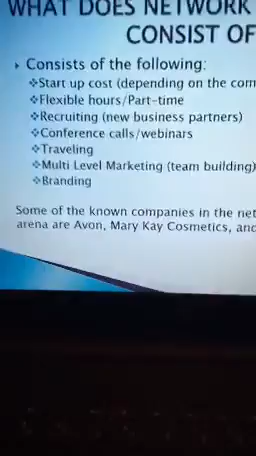 WHAT DOES NETWORK
CONSIST OF
Consists of the following:
Start up cost (depending on the com
Flexible hours/Part-time
Recruiting (new business partners)
Conference calls/webinars
Traveling
Multi Level Marketing (team building)
Branding
Some of the known companies in the net
arena are Avon, Mary Kay Cosmetics, and